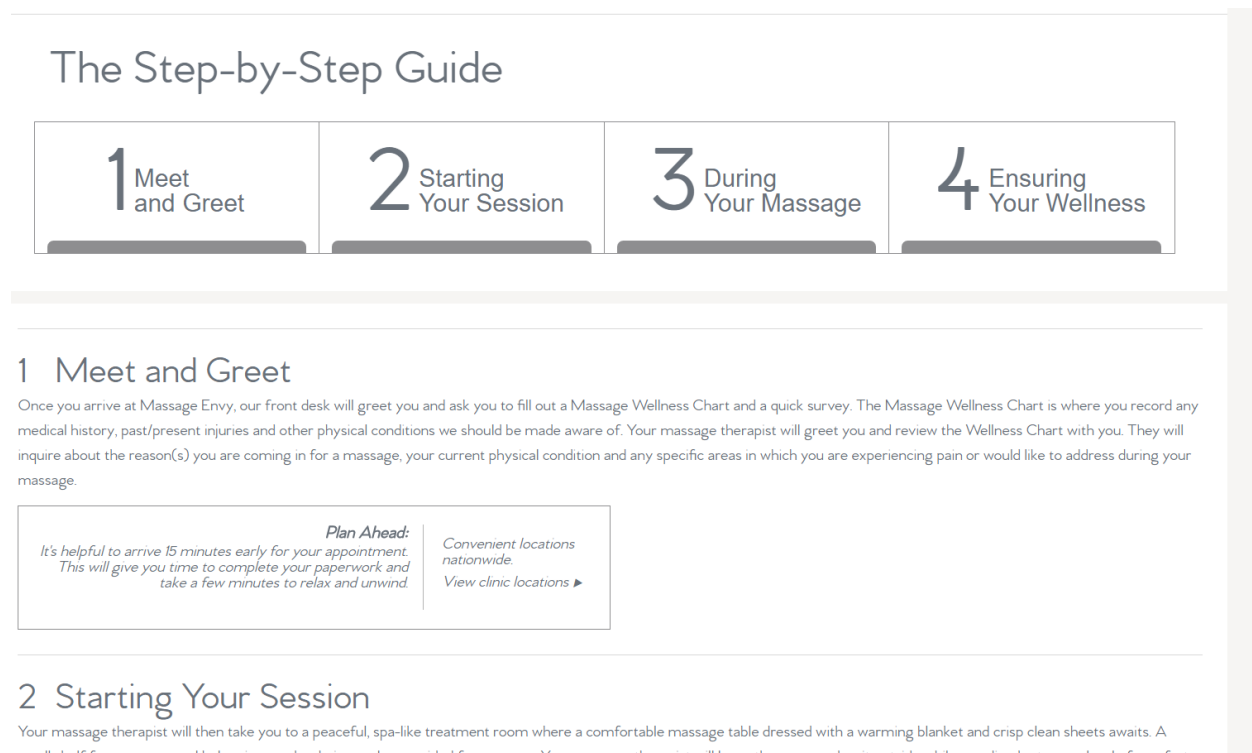 The Step-by-Step Guide
1 Meet
and Greet
2 Starting
Your Session
3 During
Your Massage
4 Ensuring
Your Wellness
1 Meet and Greet
Once you arrive at Massage Envy, our front desk will greet you and ask you to fill out a Massage Wellness Chart and a quick survey. The Massage Wellness Chart is where you record any
medical history, past/present injuries and other physical conditions we should be made aware of. Your massage therapist will greet you and review the Wellness Chart with you. They will
inquire about the reason(s) you are coming in for a massage, your current physical condition and any specific areas in which you are experiencing pain or would like to address during your
massage.
Plan Ahead:
It's helpful to arrive 15 minutes early for your appointment.
This will give you time to complete your paperwork and
take a few minutes to relax and unwind.
Convenient locations
nationwide.
View clinic locations ▶
2 Starting Your Session
Your massage therapist will then take you to a peaceful, spa-like treatment room where a comfortable massage table dressed with a warming blanket and crisp clean sheets awaits. A